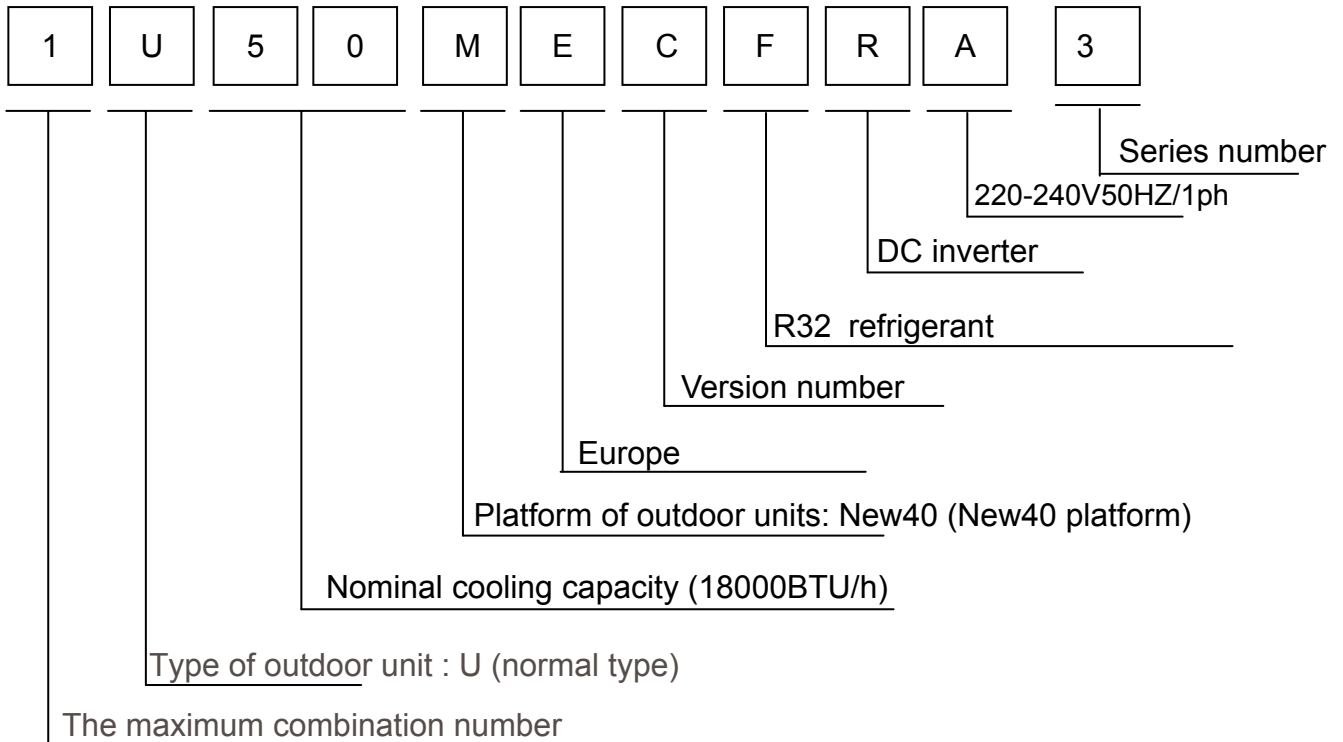 1 U 5 0 M E C F R A 3
Series number
220-240V50HZ/1ph
DC inverter
R32 refrigerant
Version number
Europe
Platform of outdoor units: New40 (New40 platform)
Nominal cooling capacity (18000BTU/h)
Type of outdoor unit : U (normal type)
The maximum combination number